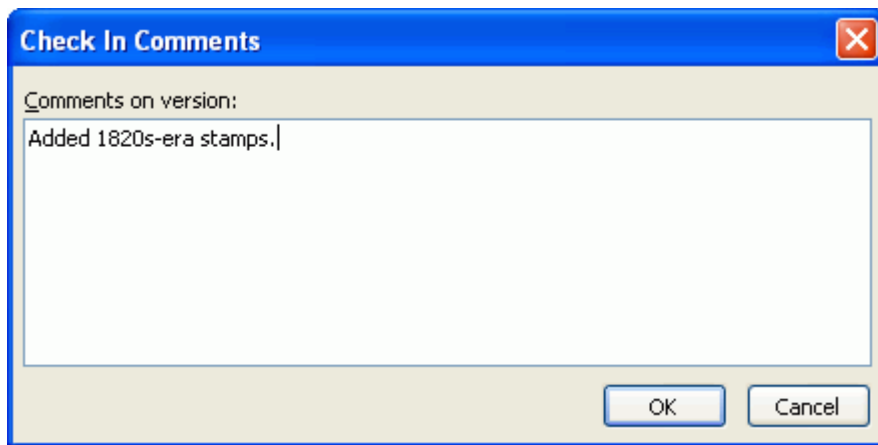 Check In Comments
Comments on version:
Added 1820s-era stamps.
OK Cancel